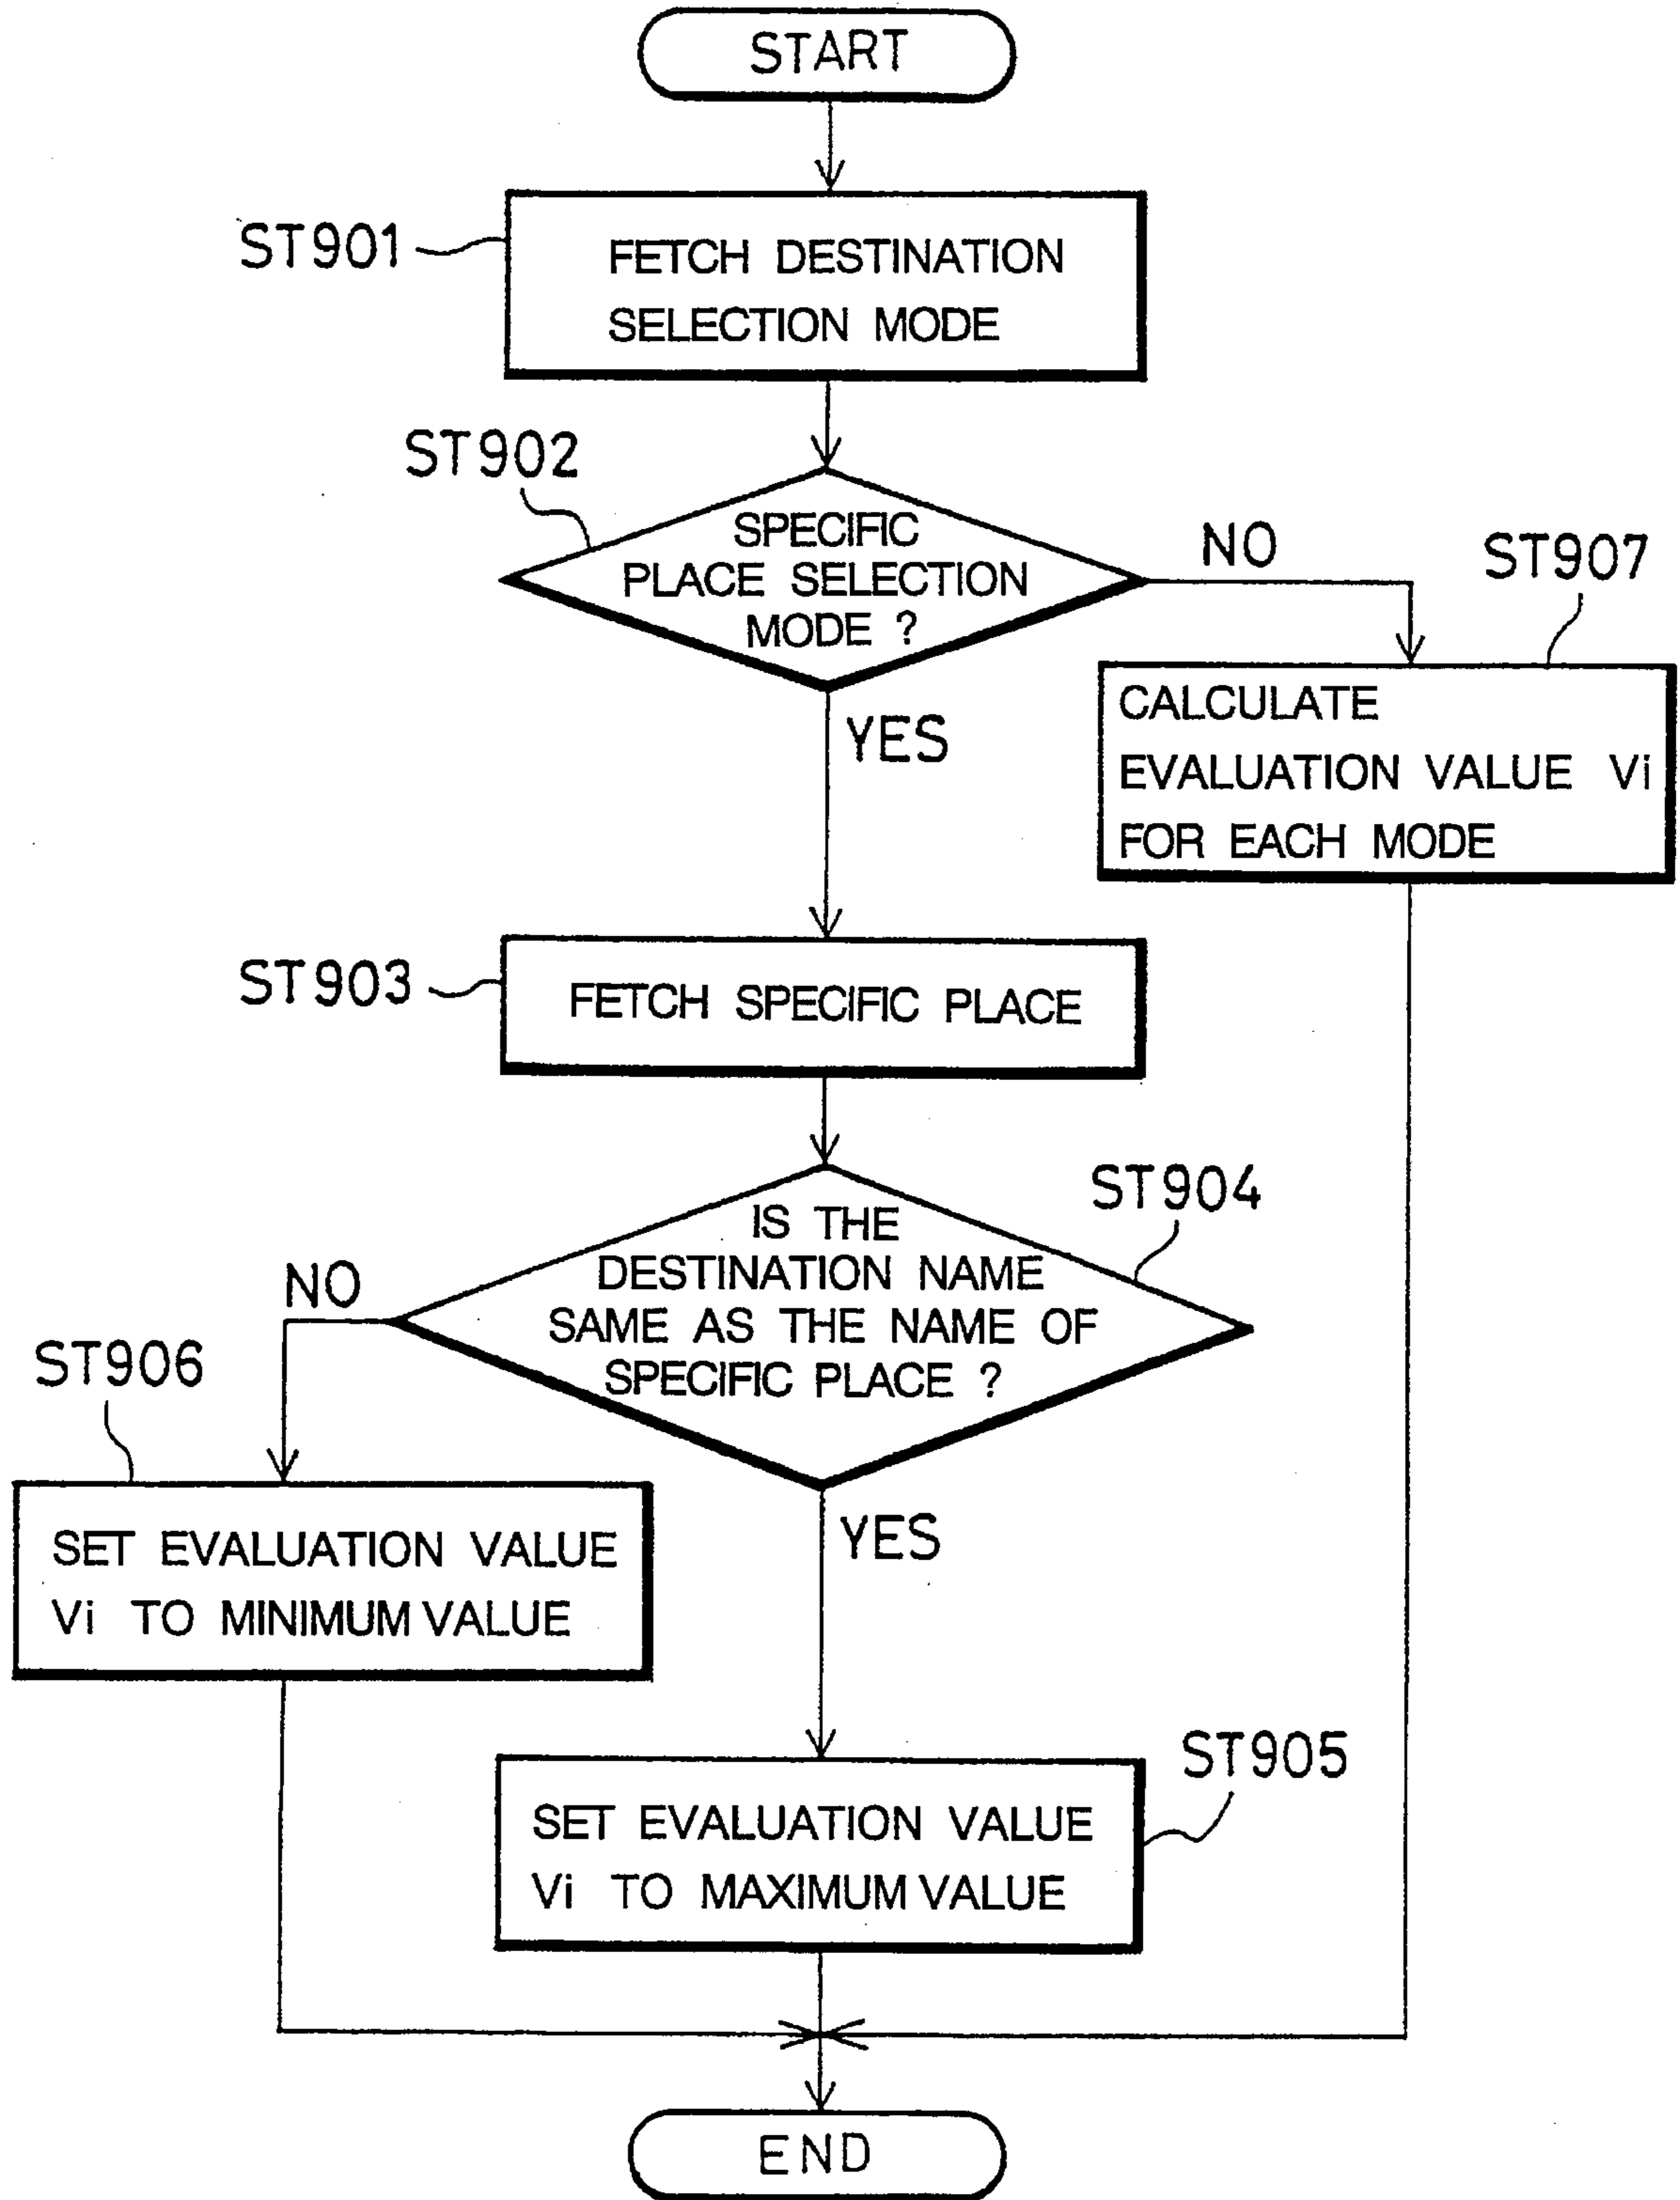 START
ST901
FETCH DESTINATION
SELECTION MODE
ST902
SPECIFIC
PLACE SELECTION
MODE ?
NO
ST907
CALCULATE
EVALUATION VALUE Vi
FOR EACH MODE
YES
ST903
FETCH SPECIFIC PLACE
ST904
IS THE
DESTINATION NAME
SAME AS THE NAME OF
SPECIFIC PLACE ?
NO
ST906
SET EVALUATION VALUE
Vi TO MINIMUM VALUE
YES
ST905
SET EVALUATION VALUE
Vi TO MAXIMUM VALUE
END